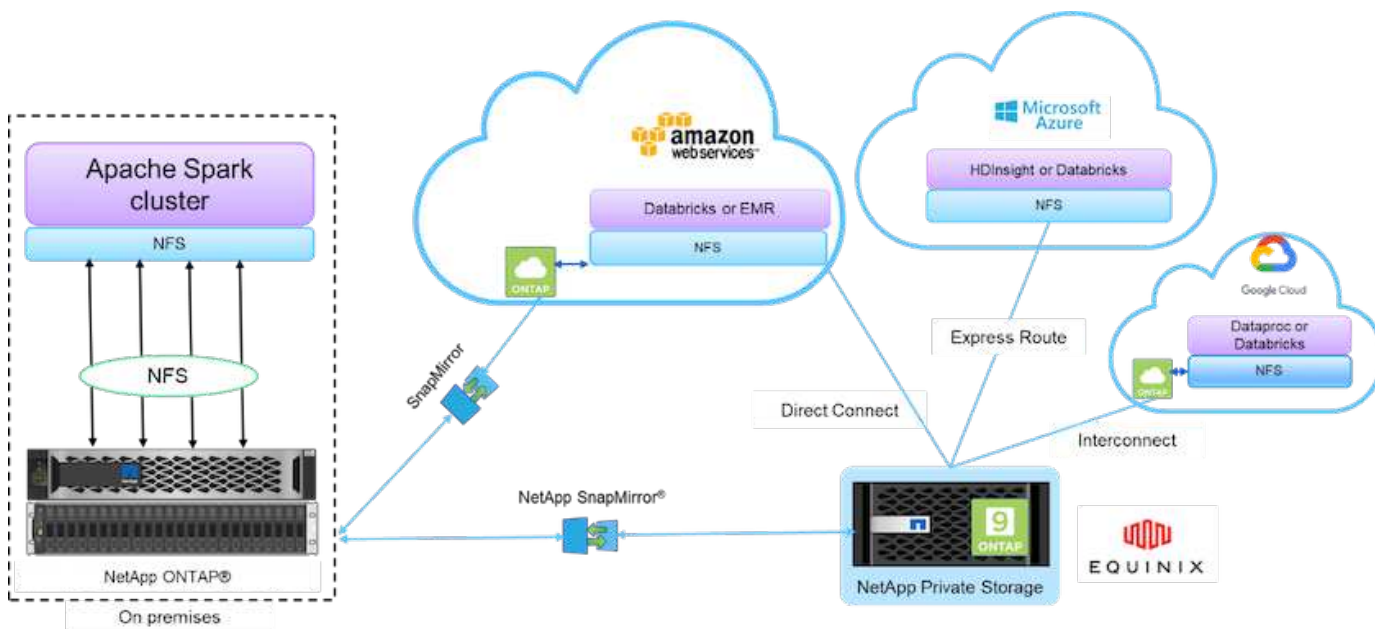 Apache Spark
cluster
NFS
NFS
NetApp ONTAP®
On premises
amazon
webservices™
Databricks or EMR
NFS
ONTAP
SnapMirror
NetApp SnapMirror®
Microsoft
Azure
HDInsight or Databricks
NFS
Express Route
Direct Connect
Google Cloud
Dataproc or
Databricks
NFS
ONTAP
Interconnect
9
ONTAP
NetApp Private Storage
EQUINIX